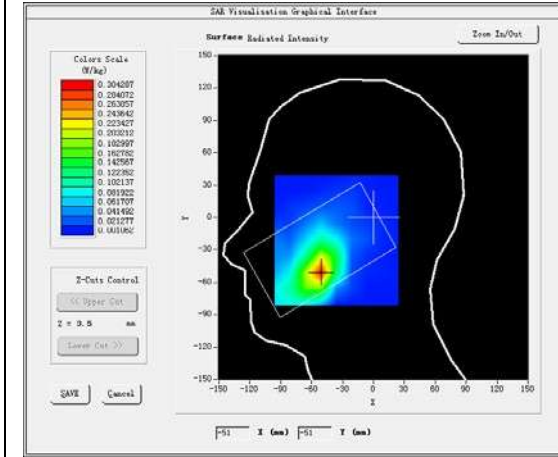 SAR Visualisation Graphical Interface
Surface Radiated Intensity
Zoom In/Out
Colors Scale
(W/kg)
0.304287
0.284072
0.263857
0.243642
0.223427
0.203212
0.182997
0.162782
0.142567
0.122352
0.102137
0.081922
0.061707
0.041492
0.021277
0.001062
Z-Cuts Control
<< Upper Cut
Z = 3.5 mm
Lower Cut >>
SAVE Cancel
150
120
90
60
30
0
-30
-60
-90
-120
-150
Y
-150 -120 -90 -60 -30 0 30 60 90 120 150
X
-51 X (mm) -51 Y (mm)